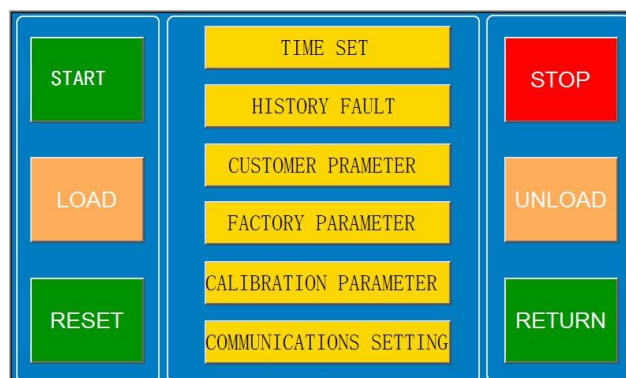 START
LOAD
RESET
TIME SET
HISTORY FAULT
CUSTOMER PRAMETER
FACTORY PARAMETER
CALIBRATION PARAMETER
COMMUNICATIONS SETTING
STOP
UNLOAD
RETURN